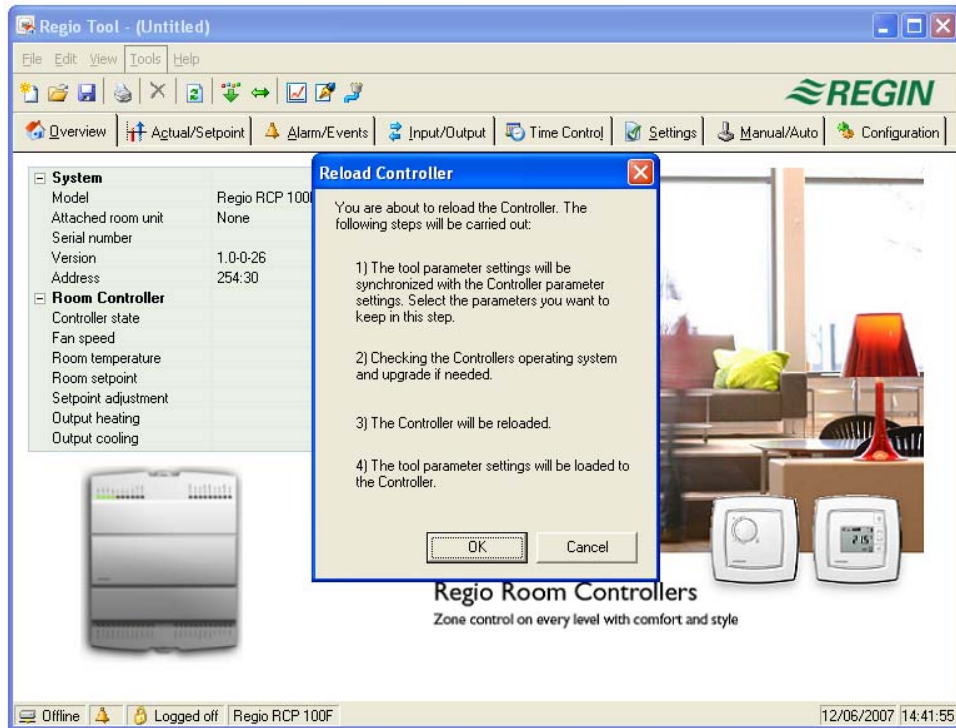 Regio Tool - (Untitled)
File Edit View Tools Help
REGIN
Overview Actual/Setpoint Alarm/Events Input/Output Time Control Settings Manual/Auto Configuration
System
Model Regio RCP 100F
Attached room unit None
Serial number
Version 1.0-0-26
Address 254:30
Room Controller
Controller state
Fan speed
Room temperature
Room setpoint
Setpoint adjustment
Output heating
Output cooling
Reload Controller
You are about to reload the Controller. The
following steps will be carried out:
1) The tool parameter settings will be
synchronized with the Controller parameter
settings. Select the parameters you want to
keep in this step.
2) Checking the Controllers operating system
and upgrade if needed.
3) The Controller will be reloaded.
4) The tool parameter settings will be loaded to
the Controller.
OK Cancel
Regio Room Controllers
Zone control on every level with comfort and style
Offline Logged off Regio RCP 100F 12/06/2007 14:41:55